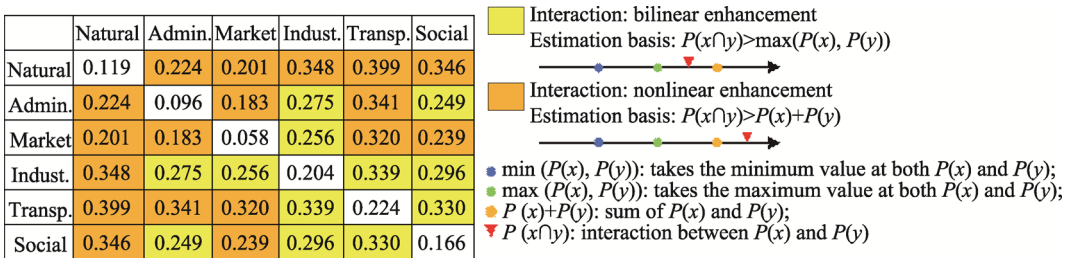 Natural Admin. Market Indust. Transp. Social
Natural 0.119 0.224 0.201 0.348 0.399 0.346
Admin. 0.224 0.096 0.183 0.275 0.341 0.249
Market 0.201 0.183 0.058 0.256 0.320 0.239
Indust. 0.348 0.275 0.256 0.204 0.339 0.296
Transp. 0.399 0.341 0.320 0.339 0.224 0.330
Social 0.346 0.249 0.239 0.296 0.330 0.166
Interaction: bilinear enhancement
Estimation basis: P(x∩y)>max(P(x), P(y))
Interaction: nonlinear enhancement
Estimation basis: P(x∩y)>P(x)+P(y)
min (P(x), P(y)): takes the minimum value at both P(x) and P(y);
max (P(x), P(y)): takes the maximum value at both P(x) and P(y);
P (x)+P(y): sum of P(x) and P(y);
P (x∩y): interaction between P(x) and P(y)